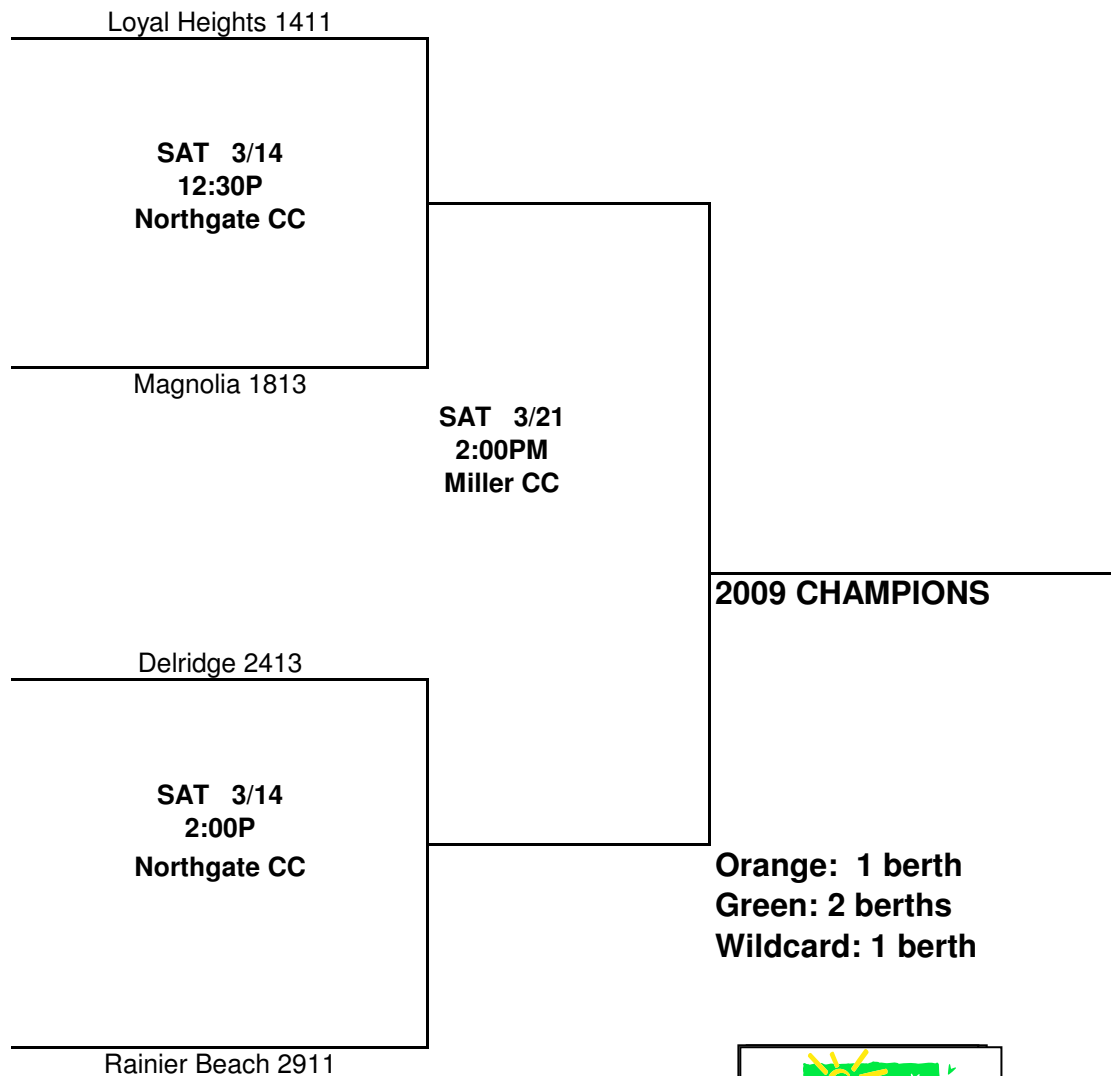 Loyal Heights 1411
SAT 3/14
12:30P
Northgate CC
Magnolia 1813
SAT 3/21
2:00PM
Miller CC
2009 CHAMPIONS
Delridge 2413
SAT 3/14
2:00P
Northgate CC
Orange: 1 berth
Green: 2 berths
Wildcard: 1 berth
Rainier Beach 2911